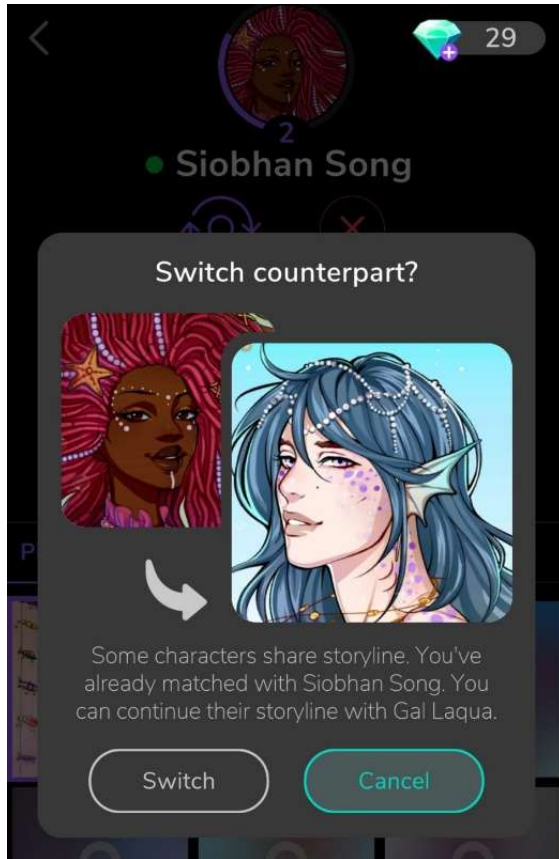 29
2
Siobhan Song
Switch counterpart?
P
Some characters share storyline. You've
already matched with Siobhan Song. You
can continue their storyline with Gal Laqua.
Switch
Cancel